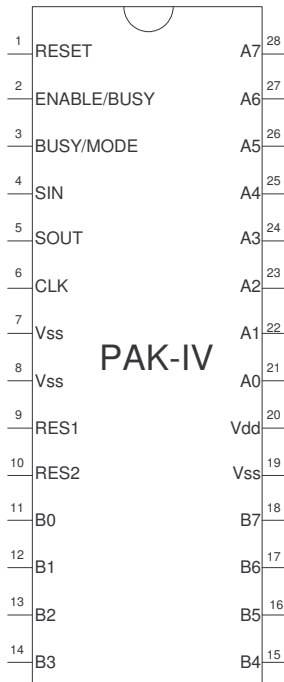 1 RESET A7 28
2 ENABLE/BUSY A6 27
3 BUSY/MODE A5 26
4 SIN A4 25
5 SOUT A3 24
6 CLK A2 23
7 Vss A1 22
PAK-IV
8 Vss A0 21
9 RES1 Vdd 20
10 RES2 Vss 19
11 B0 B7 18
12 B1 B6 17
13 B2 B5 16
14 B3 B4 15